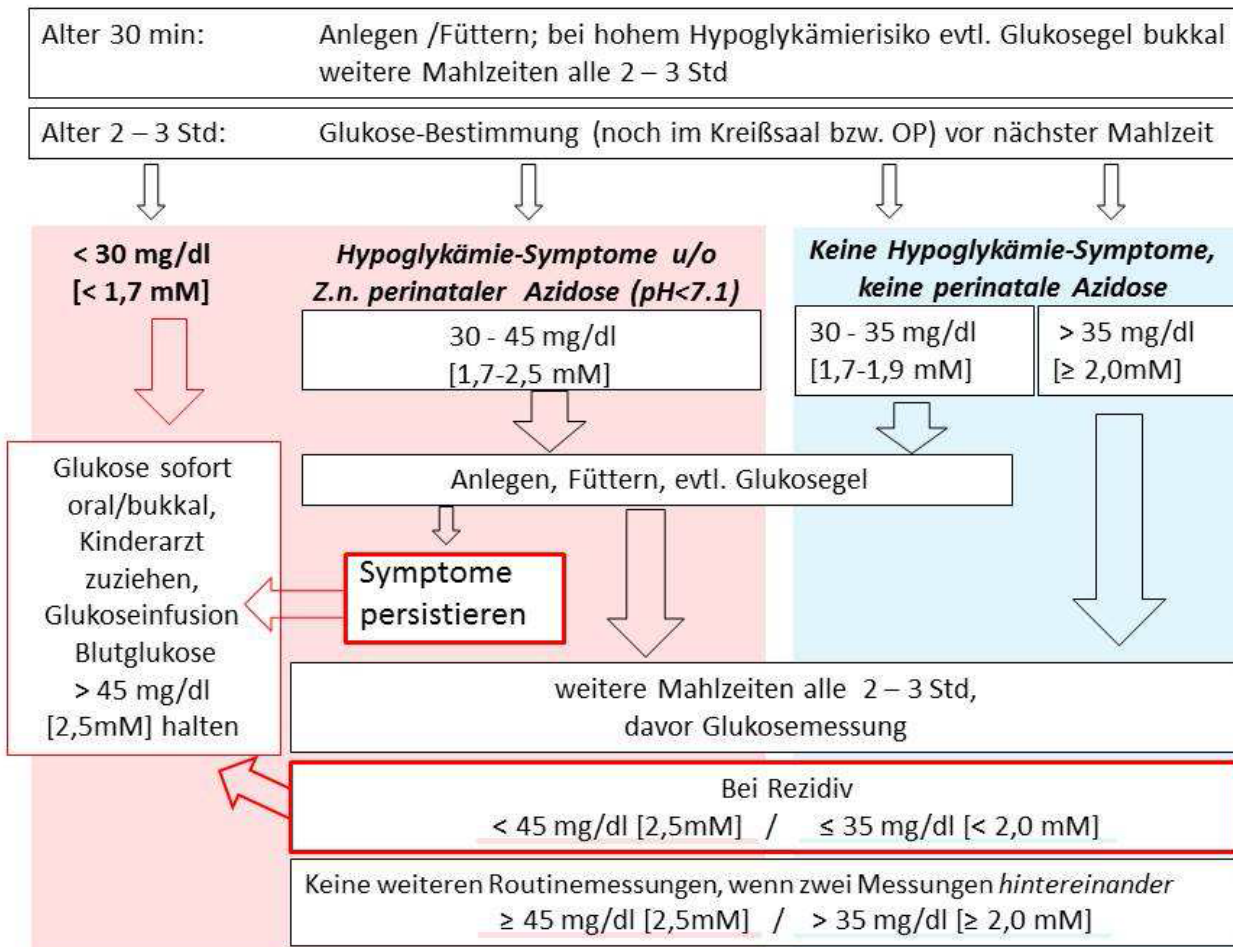 Alter 30 min: Anlegen /Füttern; bei hohem Hypoglykämierisiko evtl. Glukosegel bukkal
weitere Mahlzeiten alle 2 – 3 Std
Alter 2 – 3 Std: Glukose-Bestimmung (noch im Kreißsaal bzw. OP) vor nächster Mahlzeit
< 30 mg/dl
[< 1,7 mM]
Hypoglykämie-Symptome u/o
Z.n. perinataler Azidose (pH<7.1)
30 - 45 mg/dl
[1,7-2,5 mM]
Keine Hypoglykämie-Symptome,
keine perinatale Azidose
30 - 35 mg/dl
[1,7-1,9 mM]
> 35 mg/dl
[≥ 2,0mM]
Anlegen, Füttern, evtl. Glukosegel
Symptome
persistieren
Glukose sofort
oral/bukkal,
Kinderarzt
zuziehen,
Glukoseinfusion
Blutglukose
> 45 mg/dl
[2,5mM] halten
weitere Mahlzeiten alle 2 – 3 Std,
davor Glukosemessung
Bei Rezidiv
< 45 mg/dl [2,5mM] / ≤ 35 mg/dl [< 2,0 mM]
Keine weiteren Routinemessungen, wenn zwei Messungen hintereinander
≥ 45 mg/dl [2,5mM] / > 35 mg/dl [≥ 2,0 mM]